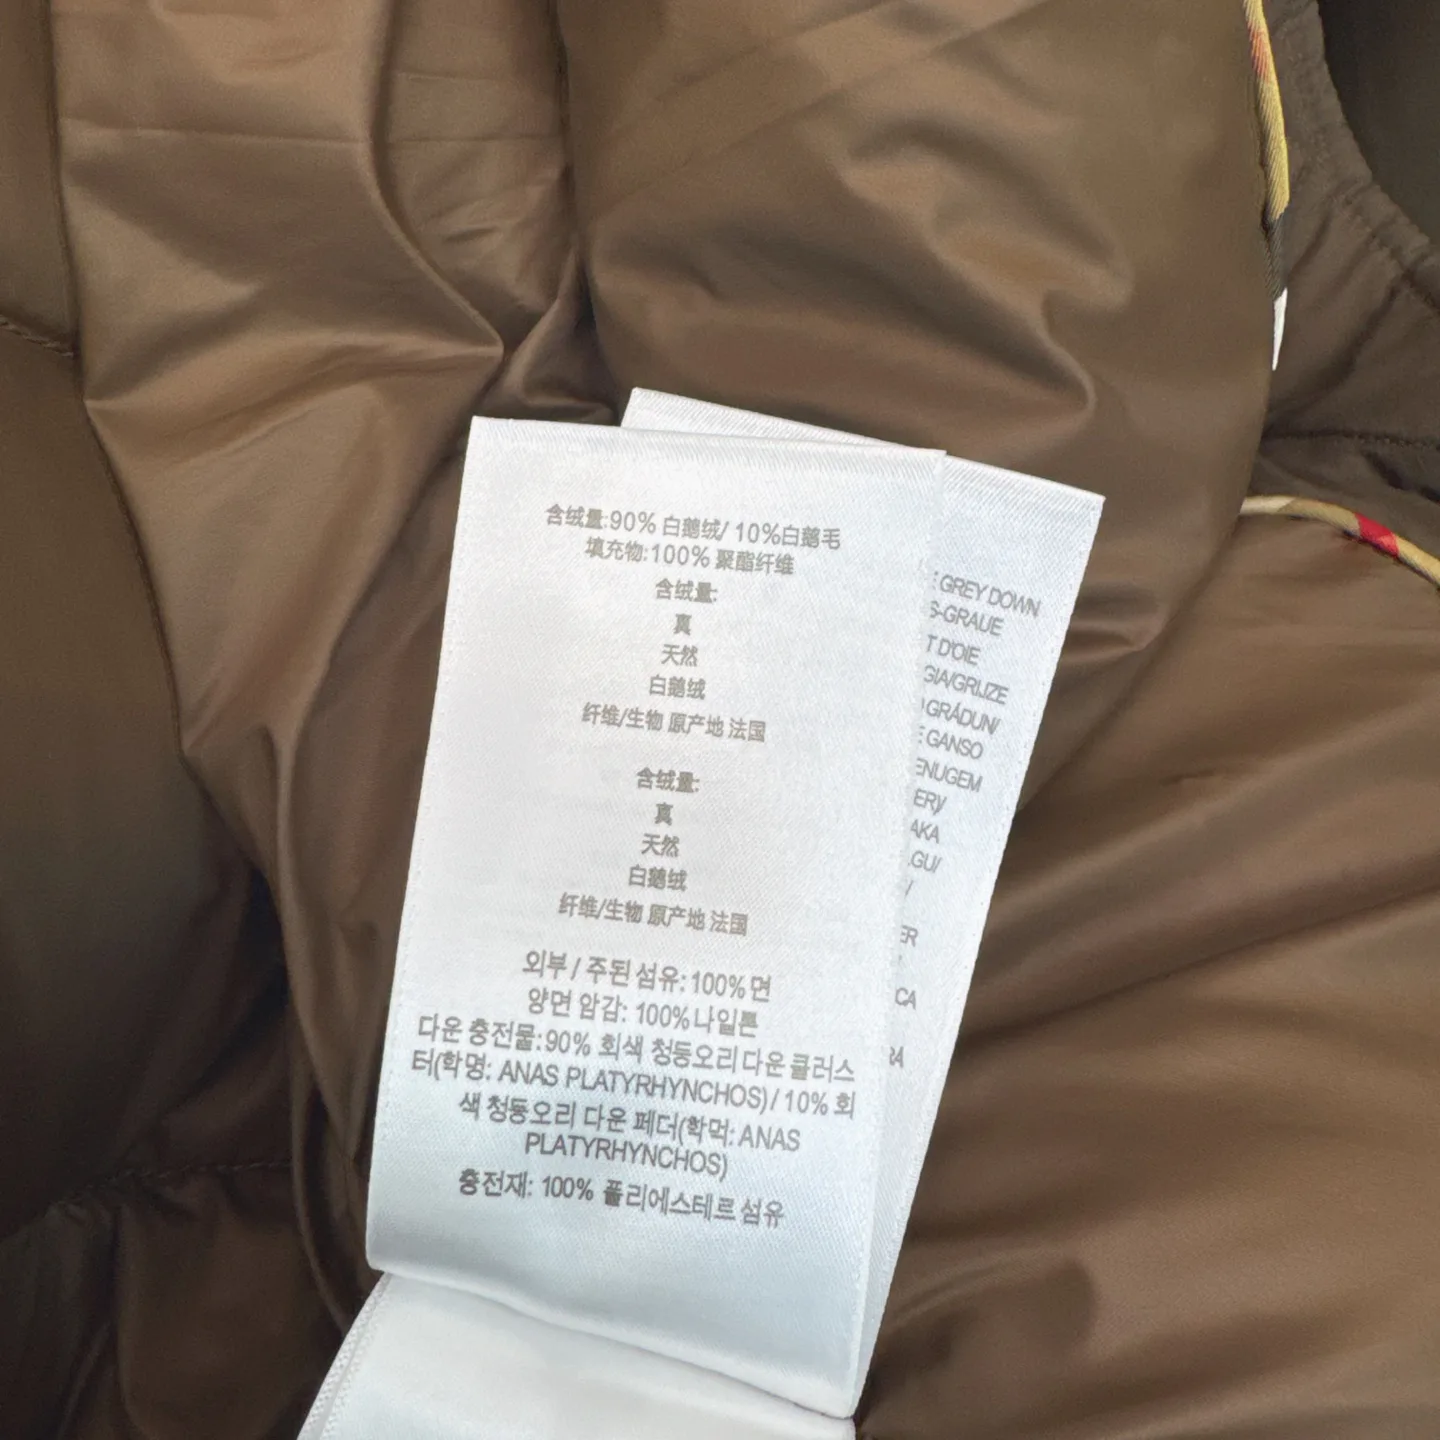 含绒量:90% 白鹅绒/ 10%白鹅毛
填充物:100% 聚酯纤维
含绒量:
真
天然
白鹅绒
纤维/生物 原产地 法国
含绒量:
真
天然
白鹅绒
纤维/生物 原产地 法国
외부 / 주된 섬유: 100% 면
양면 암감: 100% 나일톤
다운 충전물:90% 회색 청둥오리 다운 클러스
터(학명: ANAS PLATYRHYNCHOS) / 10% 회
색 청둥오리 다운 페더(학먹: ANAS
PLATYRHYNCHOS)
충전재: 100% 폴리에스테르 섬유
GREY DOWN
S-GRAUE
T D'OIE
GIA/GRIJZE
GRÁDUN/
GANSO
ENUGEM
ER)/
AKA
.GU/
/
ER
CA
RA